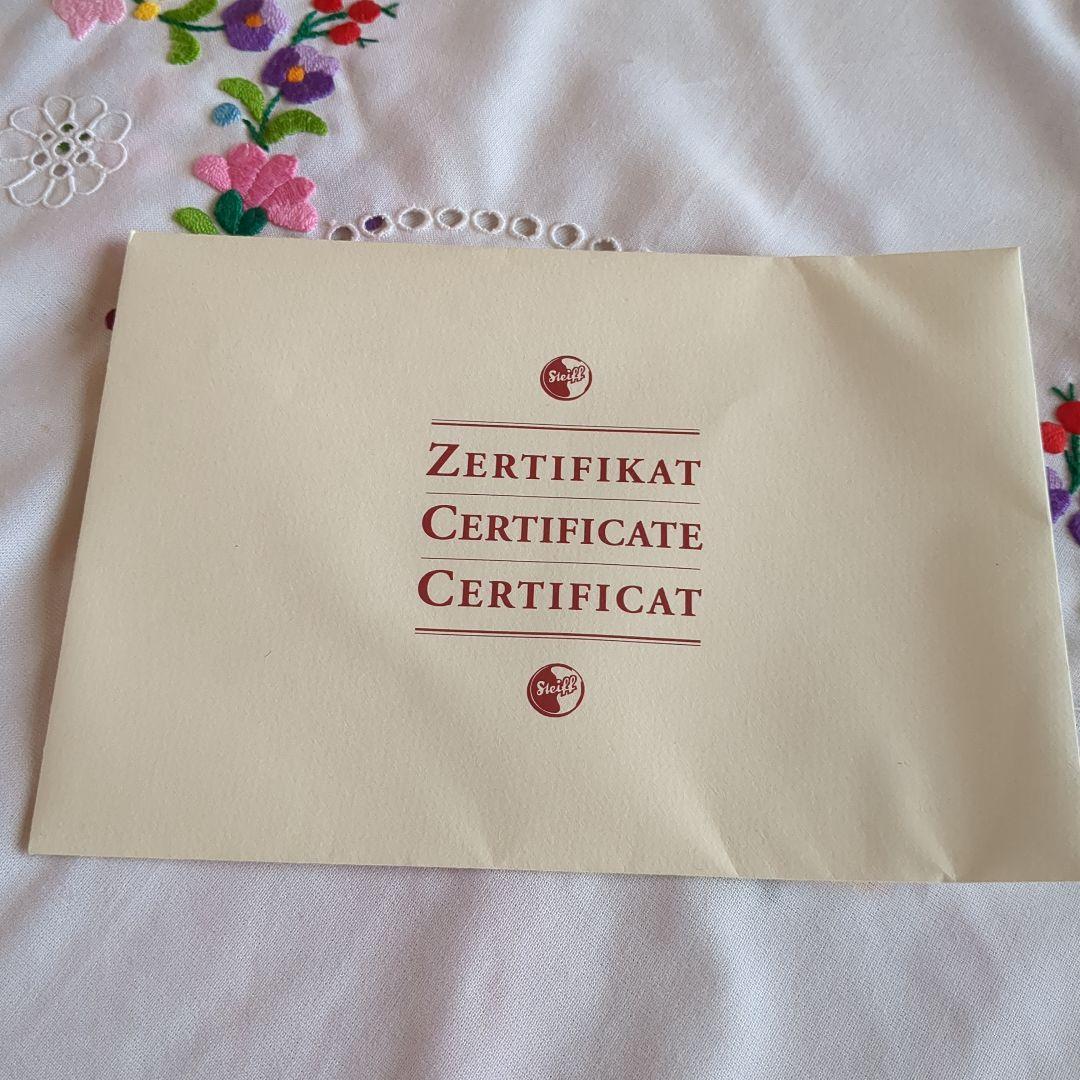 Steiff
ZERTIFIKAT
CERTIFICATE
CERTIFICAT
Steiff